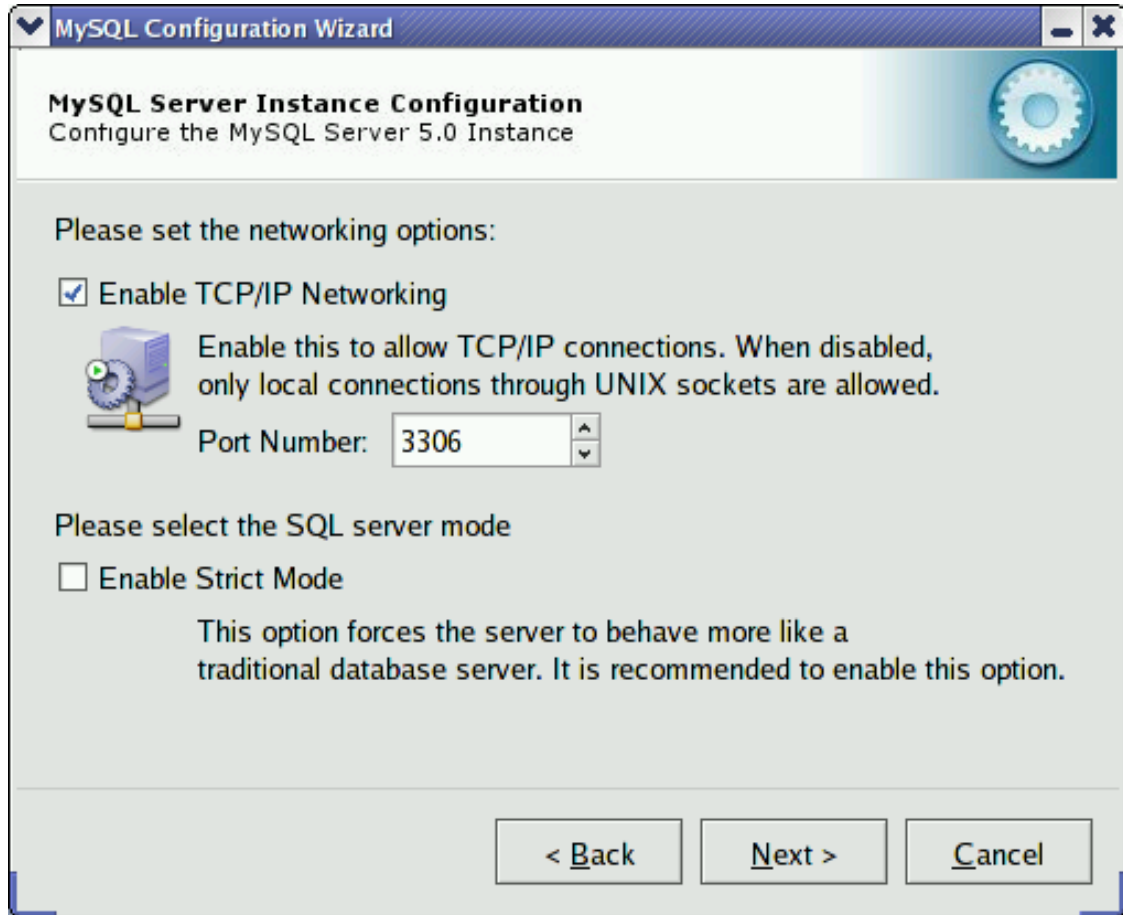 MySQL Configuration Wizard
MySQL Server Instance Configuration
Configure the MySQL Server 5.0 Instance
Please set the networking options:
Enable TCP/IP Networking
Enable this to allow TCP/IP connections. When disabled,
only local connections through UNIX sockets are allowed.
Port Number: 3306
Please select the SQL server mode
Enable Strict Mode
This option forces the server to behave more like a
traditional database server. It is recommended to enable this option.
< Back Next > Cancel